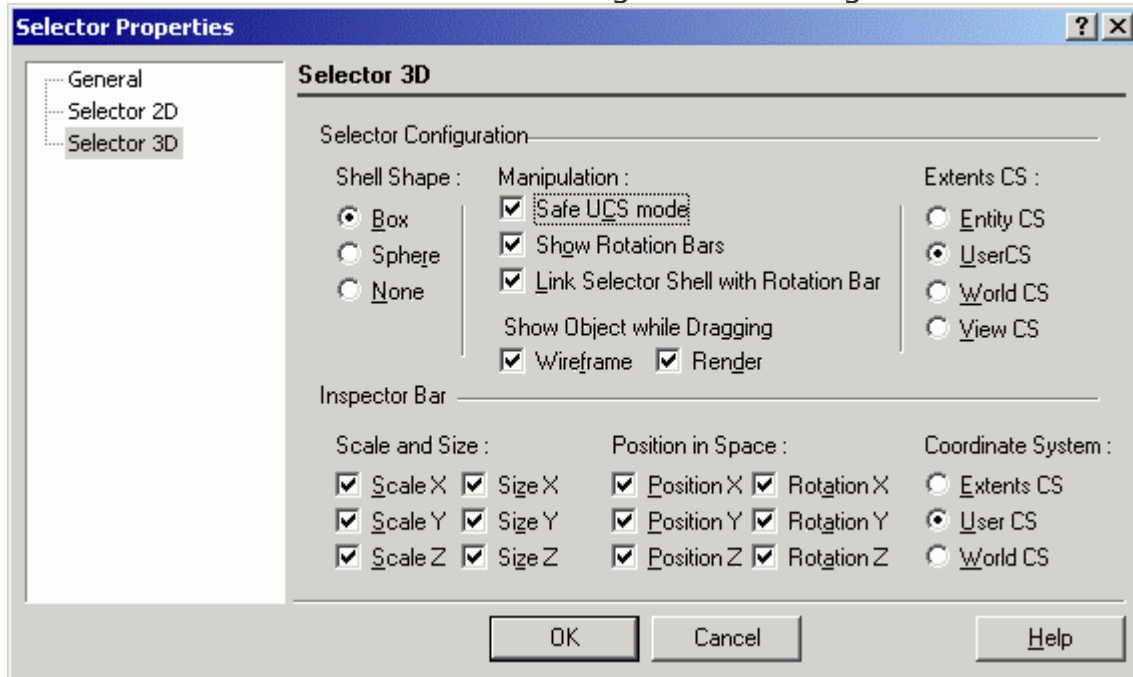 Selector Properties
General
Selector 2D
Selector 3D
Selector 3D
Selector Configuration
Shell Shape :
Box
Sphere
None
Manipulation :
Safe UCS mode
Show Rotation Bars
Link Selector Shell with Rotation Bar
Show Object while Dragging
Wireframe Render
Extents CS :
Entity CS
UserCS
World CS
View CS
Inspector Bar
Scale and Size :
Scale X Size X
Scale Y Size Y
Scale Z Size Z
Position in Space :
Position X Rotation X
Position Y Rotation Y
Position Z Rotation Z
Coordinate System :
Extents CS
User CS
World CS
OK Cancel Help